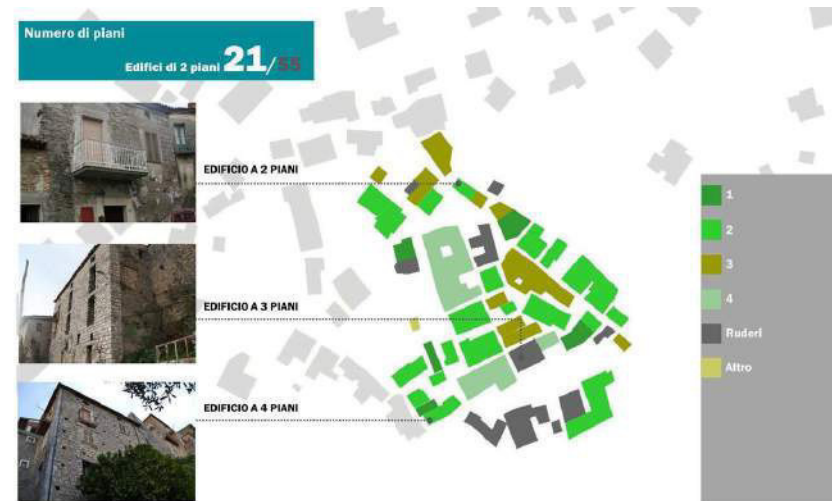 Numero di piani
Edifici di 2 piani 21/55
EDIFICIO A 2 PIANI
EDIFICIO A 3 PIANI
EDIFICIO A 4 PIANI
1
2
3
4
Ruderi
Altro